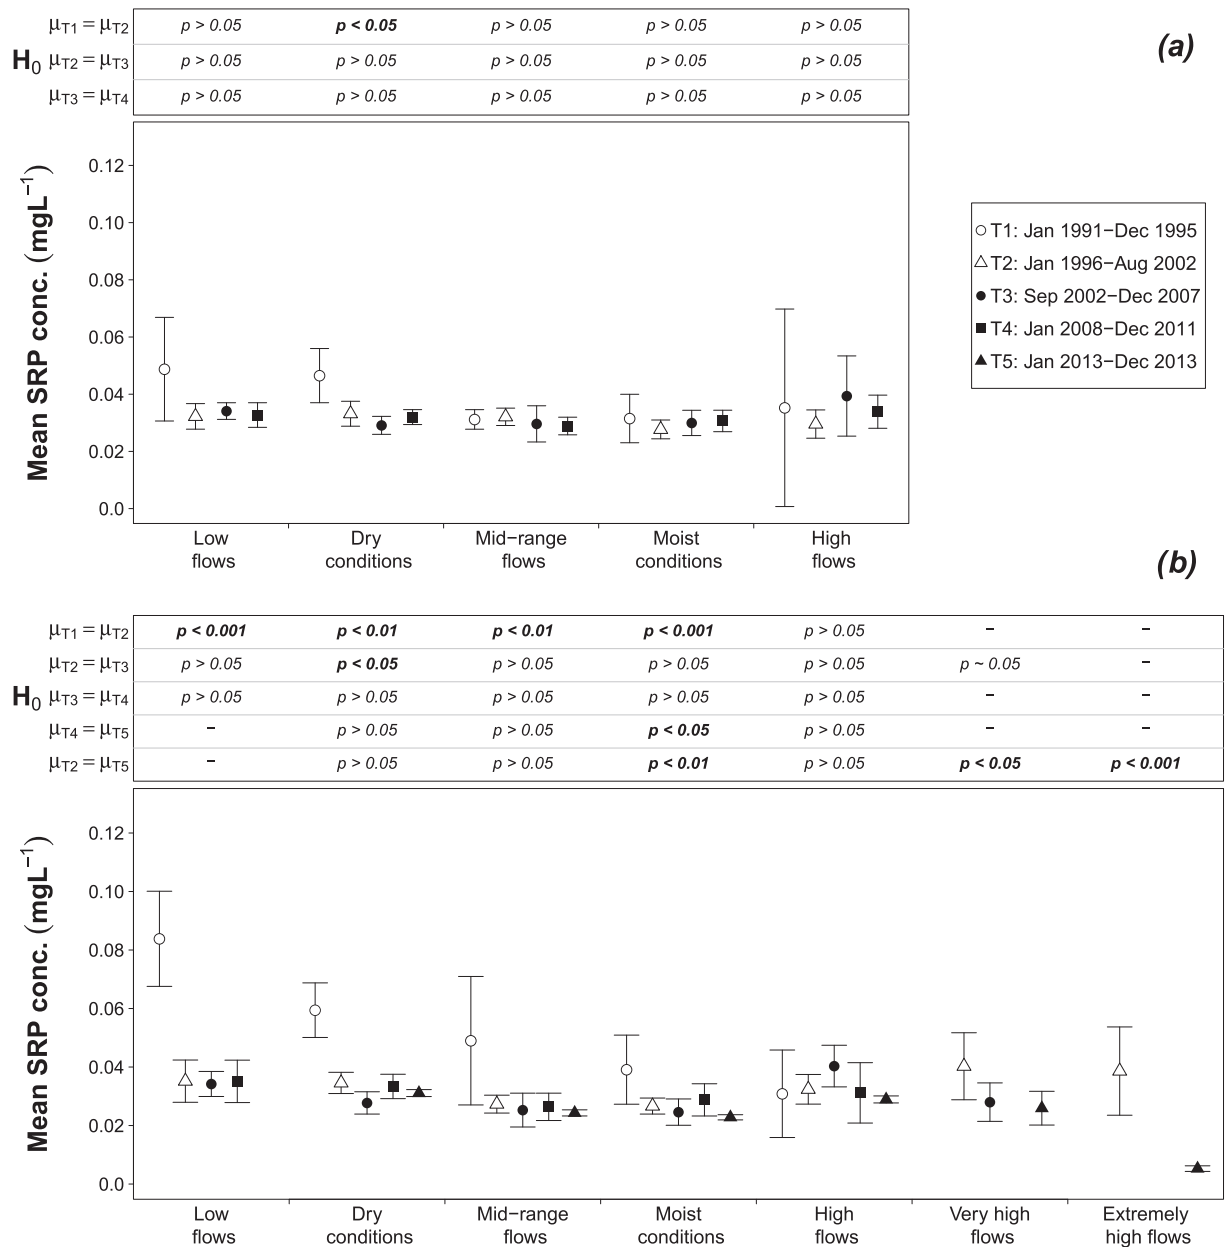 μT1 = μT2 p > 0.05 p < 0.05 p > 0.05 p > 0.05 p > 0.05
(a)
H0 μT2 = μT3 p > 0.05 p > 0.05 p > 0.05 p > 0.05 p > 0.05
μT3 = μT4 p > 0.05 p > 0.05 p > 0.05 p > 0.05 p > 0.05
Mean SRP conc. (mgL−1)
0.12
0.10
0.08
0.06
0.04
0.02
0.0
Low flows
Dry conditions
Mid−range flows
Moist conditions
High flows
T1: Jan 1991−Dec 1995
T2: Jan 1996−Aug 2002
T3: Sep 2002−Dec 2007
T4: Jan 2008−Dec 2011
T5: Jan 2013−Dec 2013
(b)
μT1 = μT2 p < 0.001 p < 0.01 p < 0.01 p < 0.001 p > 0.05 − −
μT2 = μT3 p > 0.05 p < 0.05 p > 0.05 p > 0.05 p > 0.05 p ~ 0.05 −
H0 μT3 = μT4 p > 0.05 p > 0.05 p > 0.05 p > 0.05 p > 0.05 − −
μT4 = μT5 − p > 0.05 p > 0.05 p < 0.05 p > 0.05 − −
μT2 = μT5 − p > 0.05 p > 0.05 p < 0.01 p > 0.05 p < 0.05 p < 0.001
Mean SRP conc. (mgL−1)
0.12
0.10
0.08
0.06
0.04
0.02
0.0
Low flows
Dry conditions
Mid−range flows
Moist conditions
High flows
Very high flows
Extremely high flows